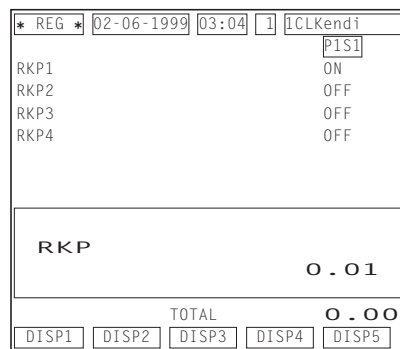 * REG * 02-06-1999 03:04 1 1CLKendi
P1S1
RKP1 ON
RKP2 OFF
RKP3 OFF
RKP4 OFF
RKP
0.01
TOTAL 0.00
DISP1 DISP2 DISP3 DISP4 DISP5